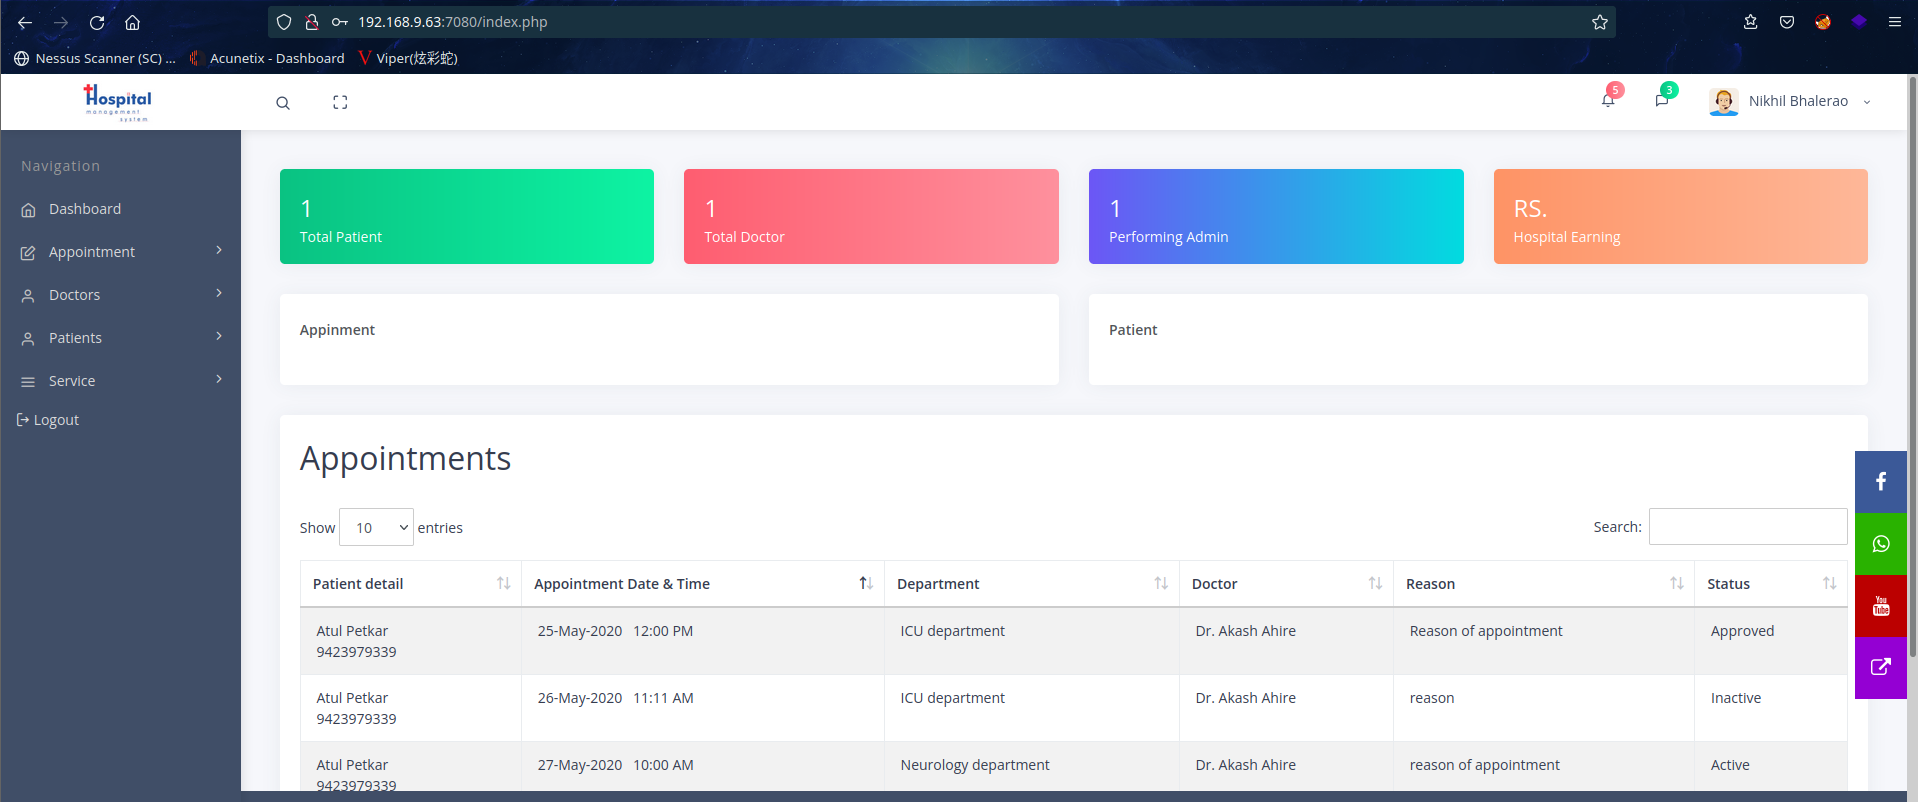 192.168.9.63:7080/index.php
Nessus Scanner (SC) ... Acunetix - Dashboard Viper(炫彩蛇)
Hospital
management
system
5
3
Nikhil Bhalerao
Navigation
Dashboard
Appointment
Doctors
Patients
Service
Logout
1
Total Patient
1
Total Doctor
1
Performing Admin
RS.
Hospital Earning
Appinment
Patient
Appointments
Show 10 entries
Search:
Patient detail Appointment Date & Time Department Doctor Reason Status
Atul Petkar 25-May-2020 12:00 PM ICU department Dr. Akash Ahire Reason of appointment Approved
9423979339
Atul Petkar 26-May-2020 11:11 AM ICU department Dr. Akash Ahire reason Inactive
9423979339
Atul Petkar 27-May-2020 10:00 AM Neurology department Dr. Akash Ahire reason of appointment Active
9423979339
You
Tube